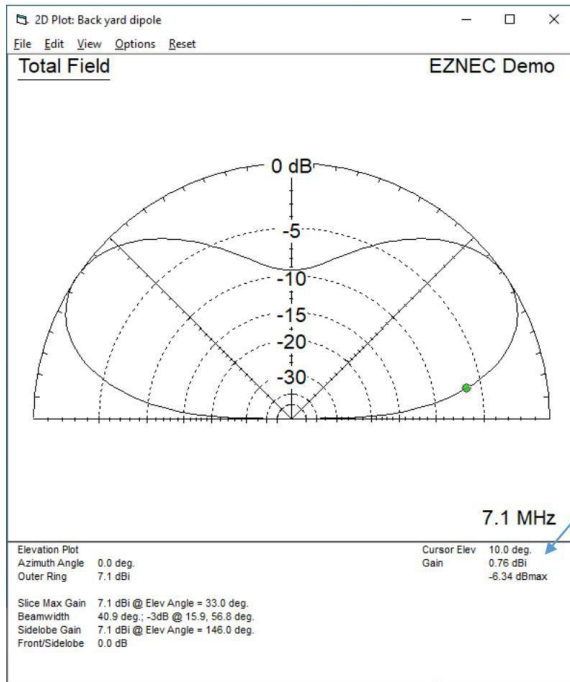 2D Plot: Back yard dipole
File Edit View Options Reset
Total Field
EZNEC Demo
0 dB
-5
-10
-15
-20
-30
7.1 MHz
Elevation Plot
Azimuth Angle 0.0 deg.
Outer Ring 7.1 dBi
Cursor Elev 10.0 deg.
Gain 0.76 dBi
-6.34 dBmax
Slice Max Gain 7.1 dBi @ Elev Angle = 33.0 deg.
Beamwidth 40.9 deg.; -3dB @ 15.9, 56.8 deg.
Sidelobe Gain 7.1 dBi @ Elev Angle = 146.0 deg.
Front/Sidelobe 0.0 dB